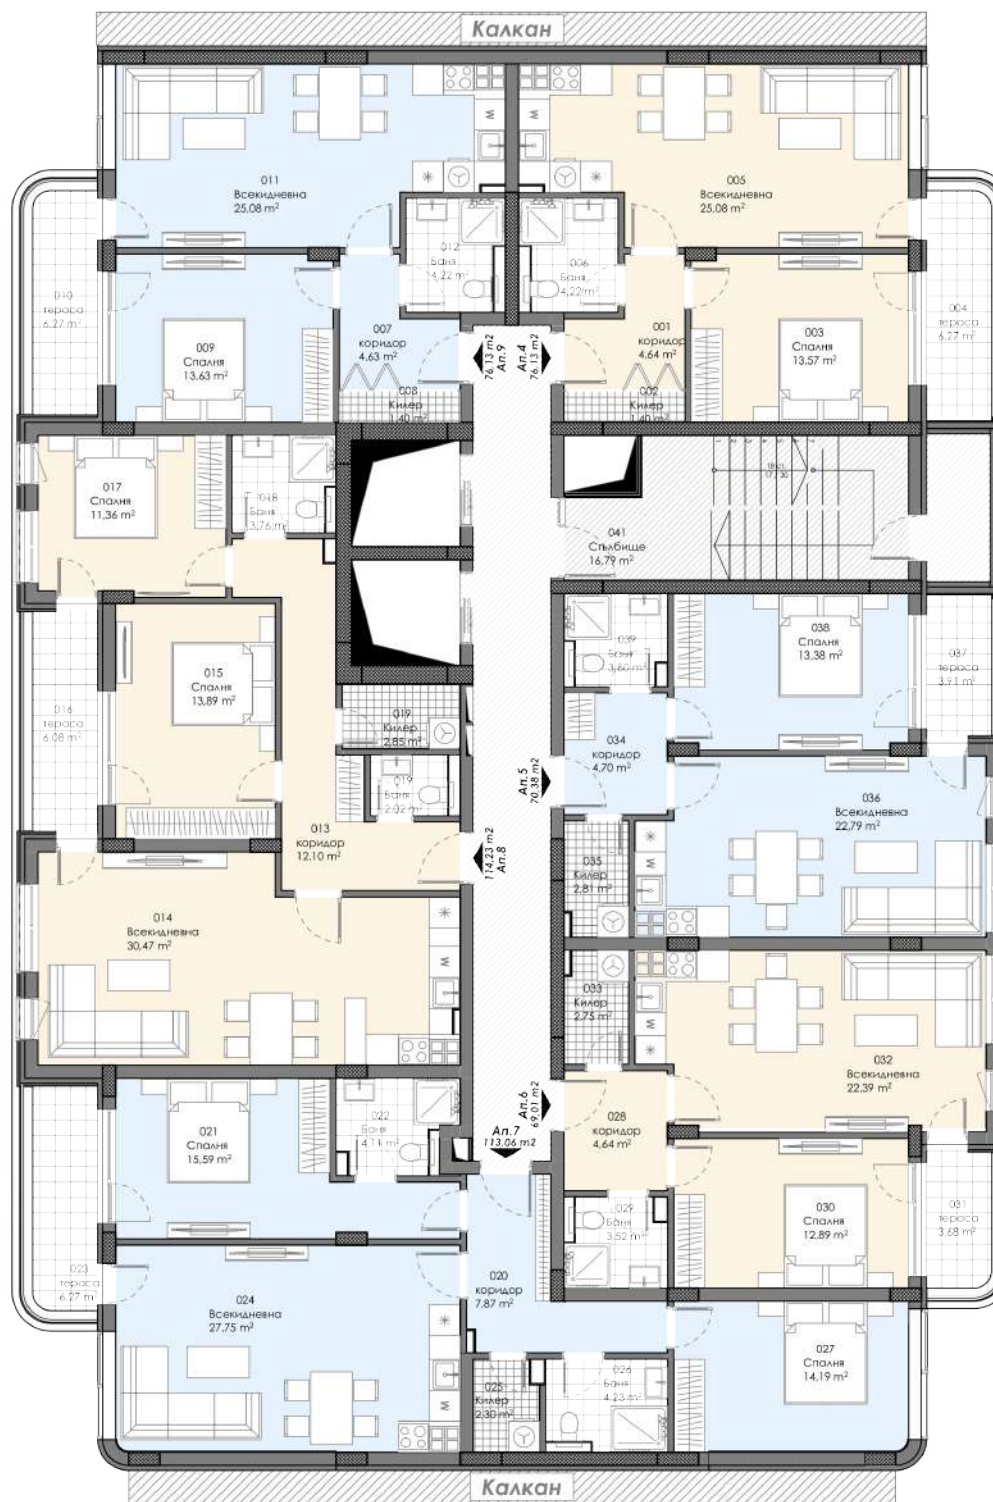 Калкан
011
Всекидневна
25,08 m²
005
Всекидневна
25,08 m²
012
Баня
4,22 m²
006
Баня
4,22 m²
010
тераса
6,27 m²
009
Спалня
13,63 m²
007
коридор
4,63 m²
008
Килер
1,40 m²
76,13 m2
Ап.9
Ап.4
76,13 m2
001
коридор
4,64 m²
002
Килер
1,40 m²
003
Спалня
13,57 m²
004
тераса
6,27 m²
017
Спалня
11,36 m²
018
Баня
3,76 m²
041
Стълбище
16,79 m²
015
Спалня
13,89 m²
016
тераса
6,08 m²
019
Килер
2,85 m²
019
Баня
2,02 m²
013
коридор
12,10 m²
039
Баня
3,60 m²
038
Спалня
13,38 m²
037
тераса
3,91 m²
034
коридор
4,70 m²
Ап.5
70,38 m2
114,23 m2
Ап.8
036
Всекидневна
22,79 m²
035
Килер
2,81 m²
W
014
Всекидневна
30,47 m²
W
033
Килер
2,75 m²
W
032
Всекидневна
22,39 m²
Ап.6
69,01 m2
Ап.7
113,06 m2
028
коридор
4,64 m²
021
Спалня
15,59 m²
022
Баня
4,11 m²
029
Баня
3,52 m²
030
Спалня
12,89 m²
031
тераса
3,68 m²
023
тераса
6,27 m
024
Всекидневна
27,75 m²
020
коридор
7,87 m²
W
025
Килер
2,30 m²
026
Баня
4,23 m²
027
Спалня
14,19 m²
Калкан